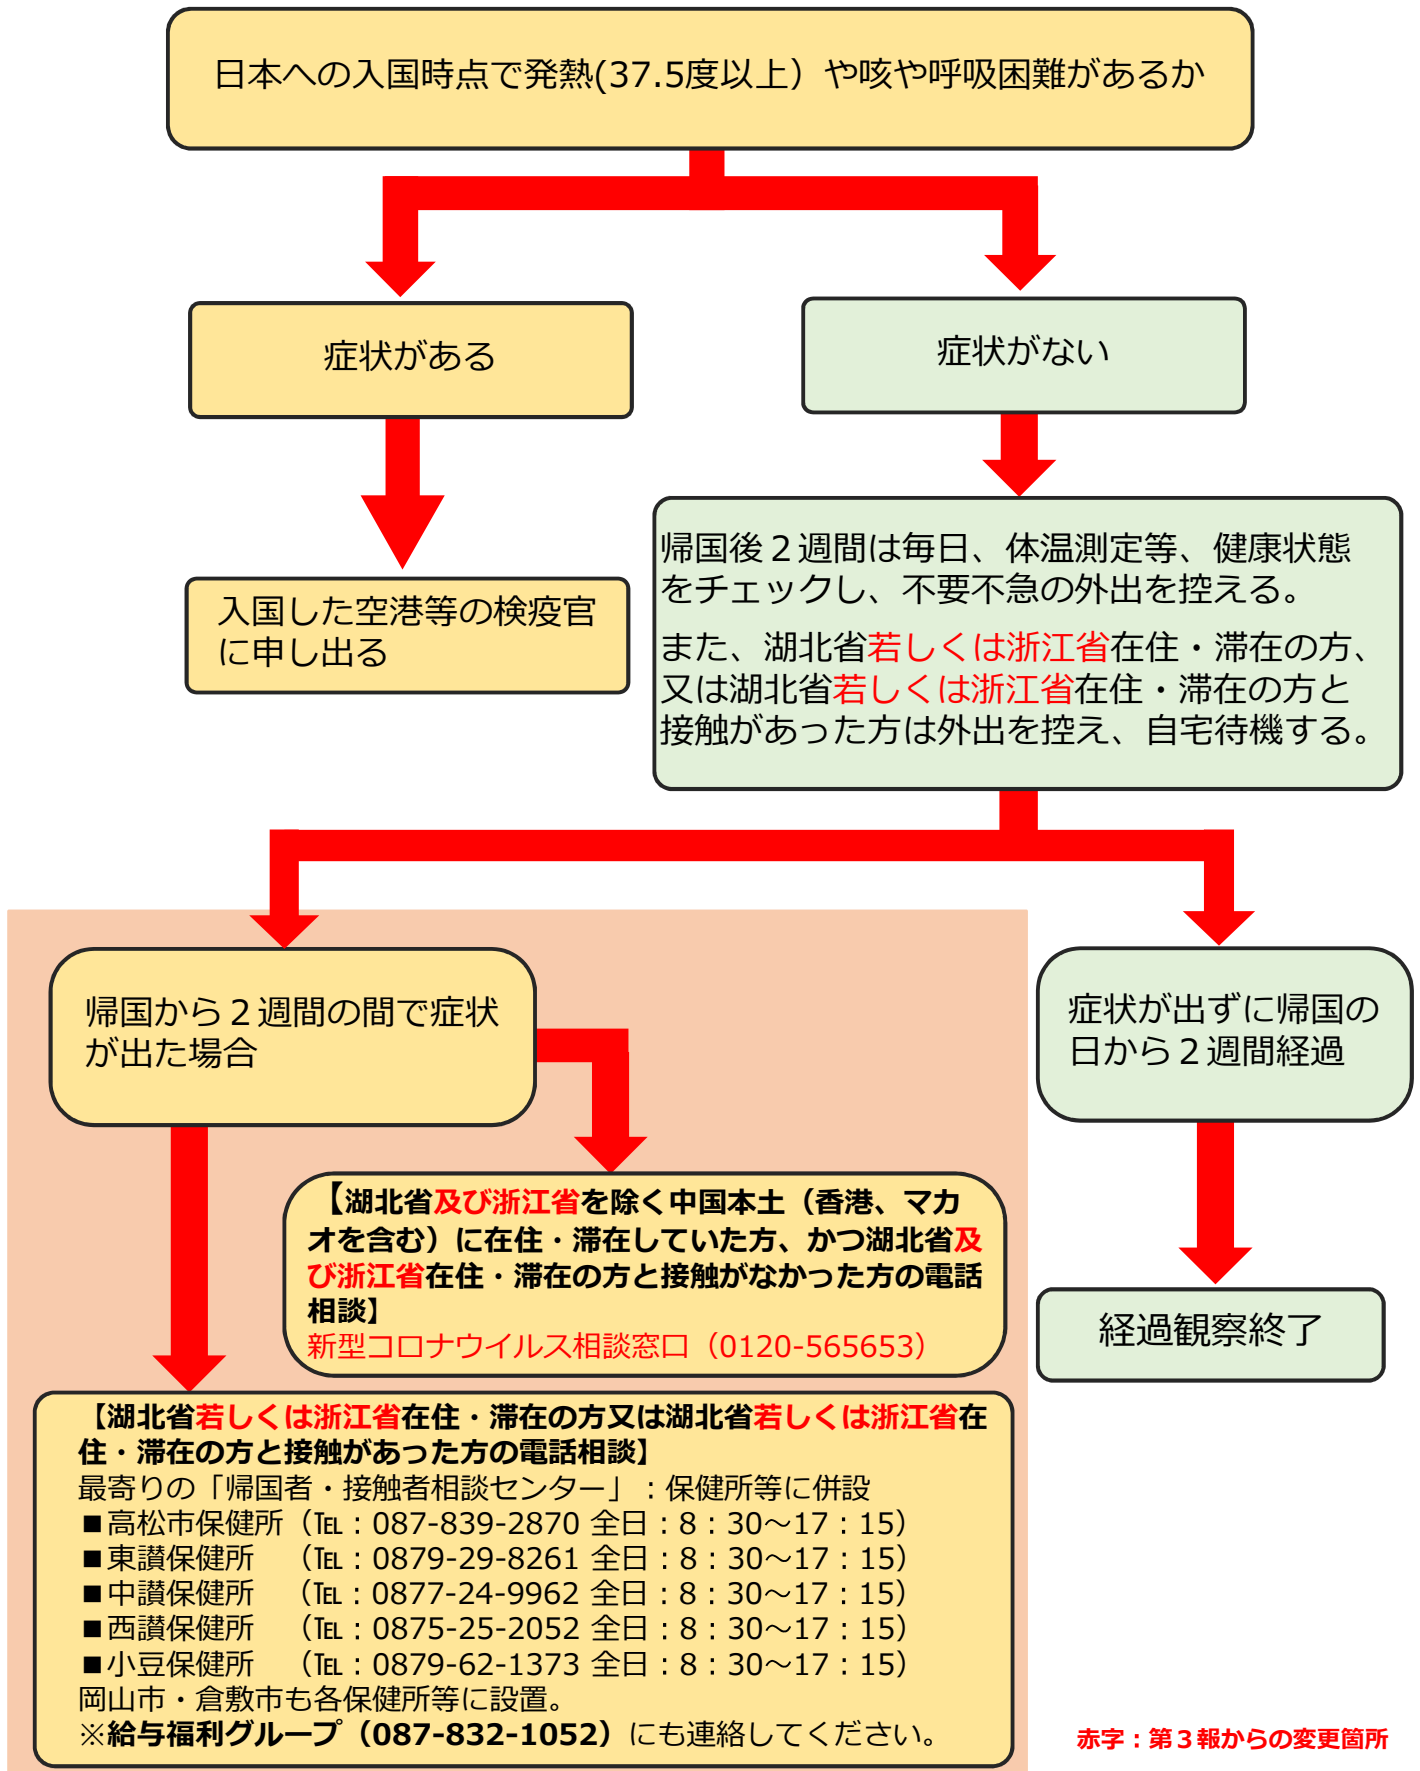 日本への入国時点で発熱(37.5度以上）や咳や呼吸困難があるか
症状がある
症状がない
入国した空港等の検疫官
に申し出る
帰国後２週間は毎日、体温測定等、健康状態
をチェックし、不要不急の外出を控える。
また、湖北省若しくは浙江省在住・滞在の方、
又は湖北省若しくは浙江省在住・滞在の方と
接触があった方は外出を控え、自宅待機する。
帰国から２週間の間で症状
が出た場合
症状が出ずに帰国の
日から２週間経過
【湖北省及び浙江省を除く中国本土（香港、マカ
オを含む）に在住・滞在していた方、かつ湖北省及
び浙江省在住・滞在の方と接触がなかった方の電話
相談】
新型コロナウイルス相談窓口（0120-565653）
経過観察終了
【湖北省若しくは浙江省在住・滞在の方又は湖北省若しくは浙江省在
住・滞在の方と接触があった方の電話相談】
最寄りの「帰国者・接触者相談センター」：保健所等に併設
■高松市保健所（℡：087-839-2870 全日：8：30～17：15）
■東讃保健所　（℡：0879-29-8261 全日：8：30～17：15）
■中讃保健所　（℡：0877-24-9962 全日：8：30～17：15）
■西讃保健所　（℡：0875-25-2052 全日：8：30～17：15）
■小豆保健所　（℡：0879-62-1373 全日：8：30～17：15）
岡山市・倉敷市も各保健所等に設置。
※給与福利グループ（087-832-1052）にも連絡してください。
赤字：第３報からの変更箇所